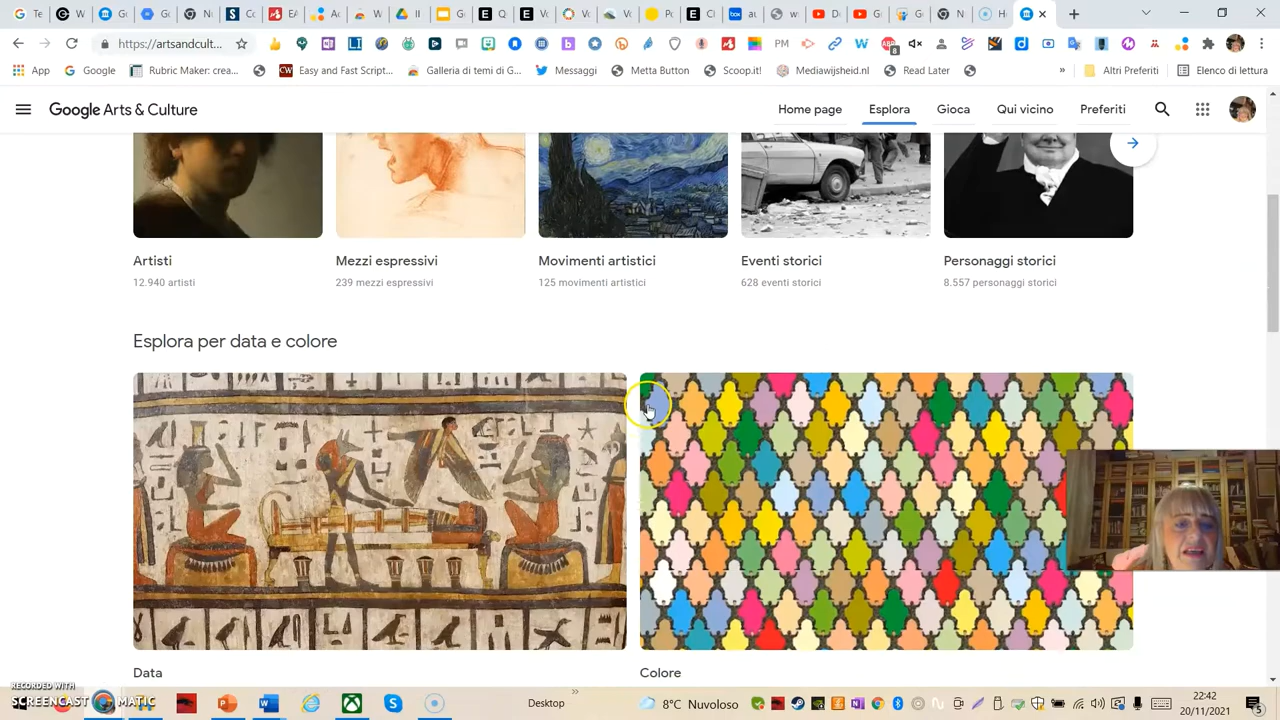 https://artsandcult...
PM
8
App
Google
Rubric Maker: crea...
Easy and Fast Script...
Galleria di temi di G...
Messaggi
Metta Button
Scoop.it!
Mediawijsheid.nl
Read Later
»
Altri Preferiti
Elenco di lettura
Google Arts & Culture
Home page
Esplora
Gioca
Qui vicino
Preferiti
Artisti
Mezzi espressivi
Movimenti artistici
Eventi storici
Personaggi storici
12.940 artisti
239 mezzi espressivi
125 movimenti artistici
628 eventi storici
8.557 personaggi storici
Esplora per data e colore
Data
Colore
RECORDED WITH
SCREENCAST MATIC
Desktop
»
8°C Nuvoloso
22:42
20/11/2021
5